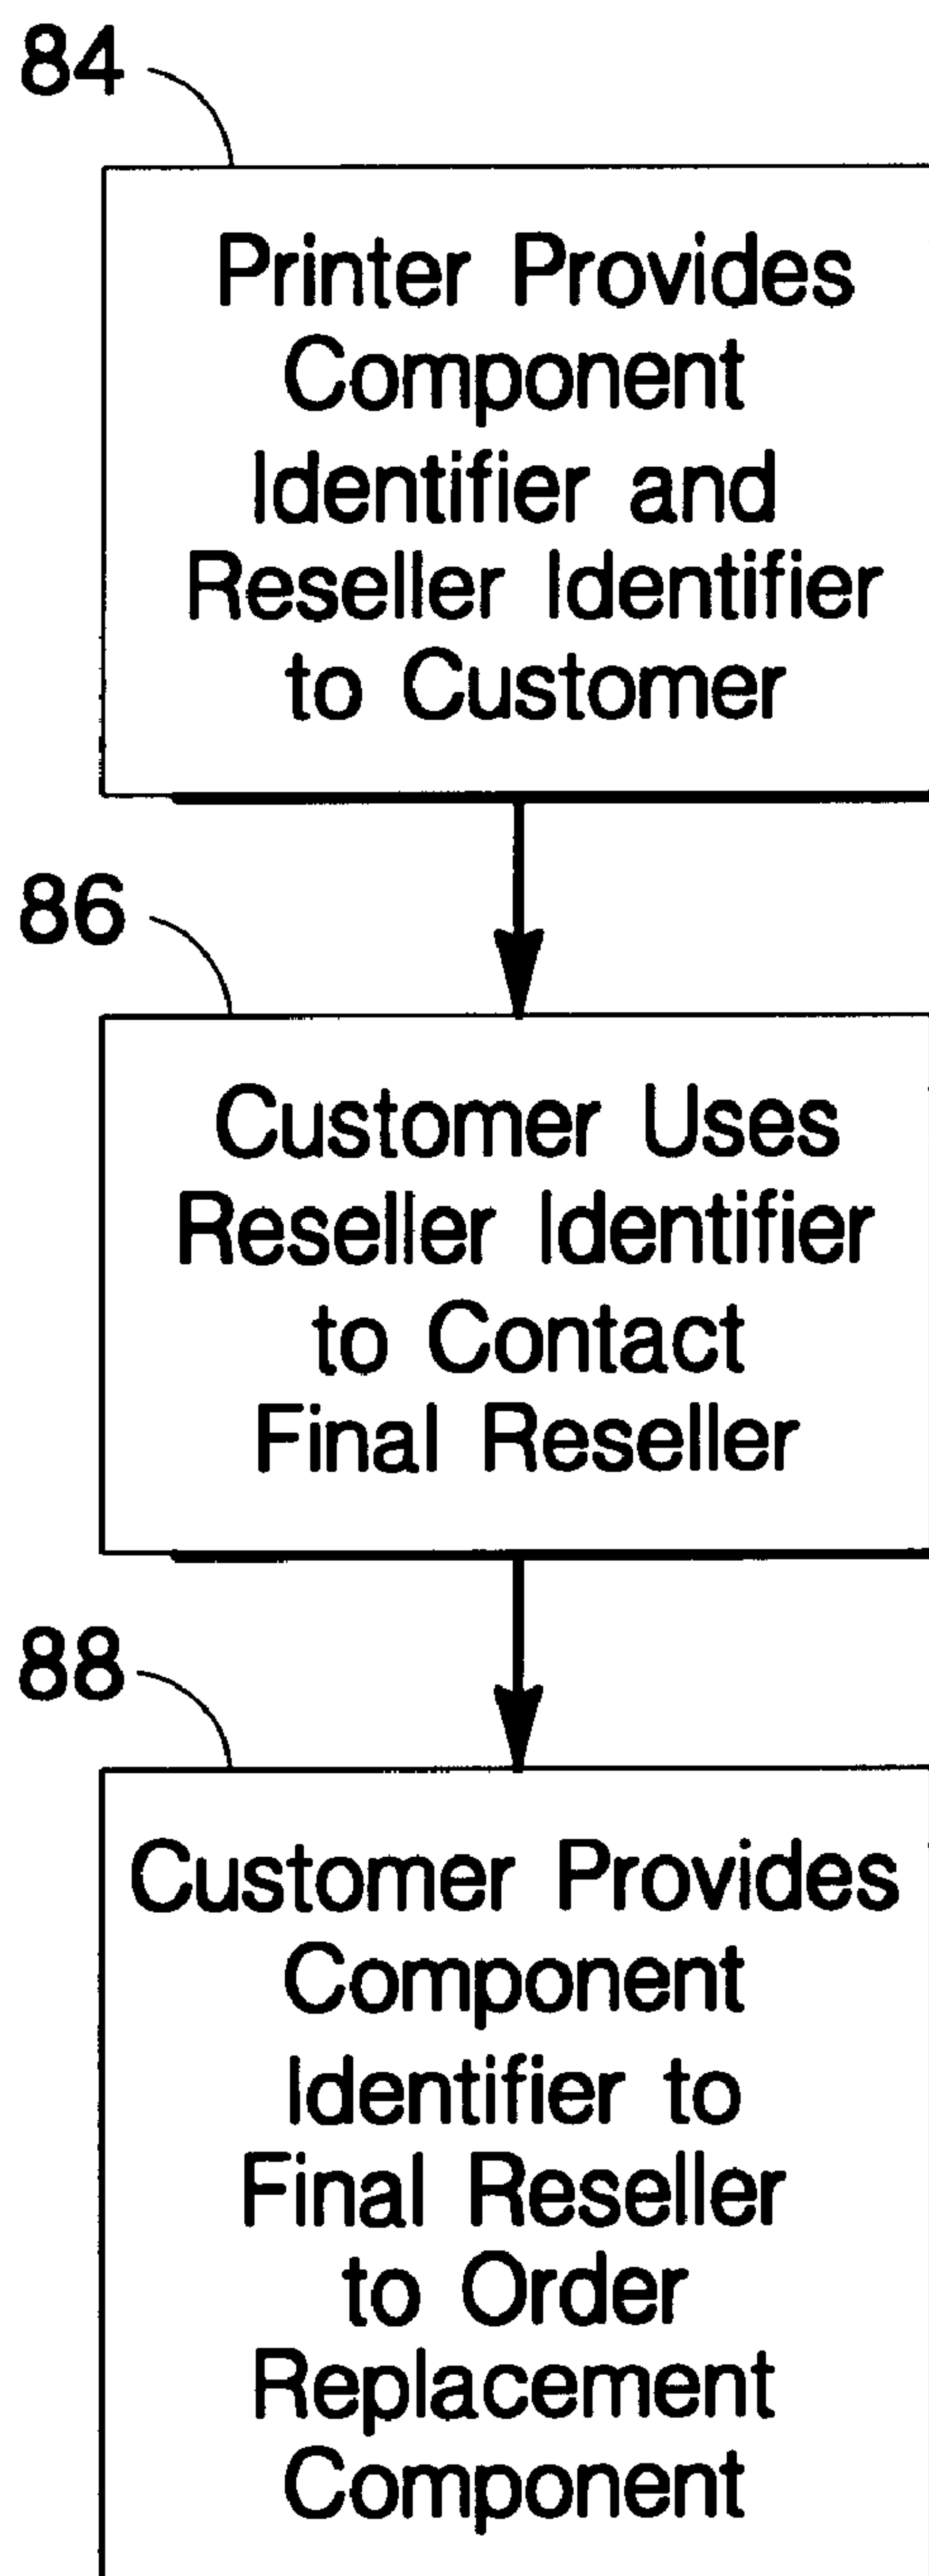 84
Printer Provides
Component
Identifier and
Reseller Identifier
to Customer
86
Customer Uses
Reseller Identifier
to Contact
Final Reseller
88
Customer Provides
Component
Identifier to
Final Reseller
to Order
Replacement
Component